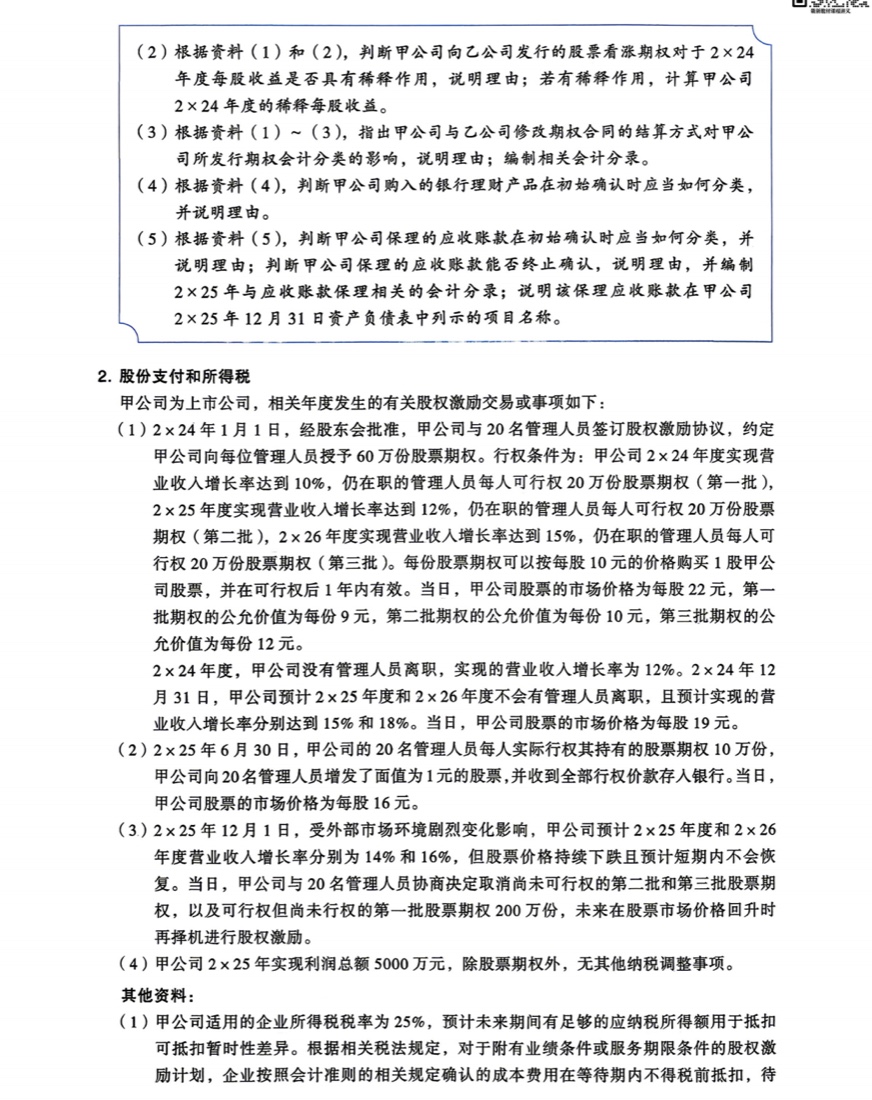 (2)根据资料(1)和(2),判断甲公司向乙公司发行的股票看涨期权对于2×24
年度每股收益是否具有稀释作用,说明理由;若有稀释作用,计算甲公司
2×24年度的稀释每股收益。
(3)根据资料(1)~(3),指出甲公司与乙公司修改期权合同的结算方式对甲公
司所发行期权会计分类的影响,说明理由;编制相关会计分录。
(4)根据资料(4),判断甲公司购入的银行理财产品在初始确认时应当如何分类,
并说明理由。
(5)根据资料(5),判断甲公司保理的应收账款在初始确认时应当如何分类,并
说明理由;判断甲公司保理的应收账款能否终止确认,说明理由,并编制
2×25年与应收账款保理相关的会计分录;说明该保理应收账款在甲公司
2×25年12月31日资产负债表中列示的项目名称。
2. 股份支付和所得税
甲公司为上市公司,相关年度发生的有关股权激励交易或事项如下:
(1)2×24年1月1日,经股东会批准,甲公司与20名管理人员签订股权激励协议,约定
甲公司向每位管理人员授予60万份股票期权。行权条件为:甲公司2×24年度实现营
业收入增长率达到10%,仍在职的管理人员每人可行权20万份股票期权(第一批),
2×25年度实现营业收入增长率达到12%,仍在职的管理人员每人可行权20万份股票
期权(第二批),2×26年度实现营业收入增长率达到15%,仍在职的管理人员每人可
行权20万份股票期权(第三批)。每份股票期权可以按每股10元的价格购买1股甲公
司股票,并在可行权后1年内有效。当日,甲公司股票的市场价格为每股22元,第一
批期权的公允价值为每份9元,第二批期权的公允价值为每份10元,第三批期权的公
允价值为每份12元。
2×24年度,甲公司没有管理人员离职,实现的营业收入增长率为12%。2×24年12
月31日,甲公司预计2×25年度和2×26年度不会有管理人员离职,且预计实现的营
业收入增长率分别达到15%和18%。当日,甲公司股票的市场价格为每股19元。
(2)2×25年6月30日,甲公司的20名管理人员每人实际行权其持有的股票期权10万份,
甲公司向20名管理人员增发了面值为1元的股票,并收到全部行权价款存入银行。当日,
甲公司股票的市场价格为每股16元。
(3)2×25年12月1日,受外部市场环境剧烈变化影响,甲公司预计2×25年度和2×26
年度营业收入增长率分别为14%和16%,但股票价格持续下跌且预计短期内不会恢
复。当日,甲公司与20名管理人员协商决定取消尚未可行权的第二批和第三批股票期
权,以及可行权但尚未行权的第一批股票期权200万份,未来在股票市场价格回升时
再择机进行股权激励。
(4)甲公司2×25年实现利润总额5000万元,除股票期权外,无其他纳税调整事项。
其他资料:
(1)甲公司适用的企业所得税税率为25%,预计未来期间有足够的应纳税所得额用于抵扣
可抵扣暂时性差异。根据相关税法规定,对于附有业绩条件或服务期限条件的股权激
励计划,企业按照会计准则的相关规定确认的成本费用在等待期内不得税前抵扣,待